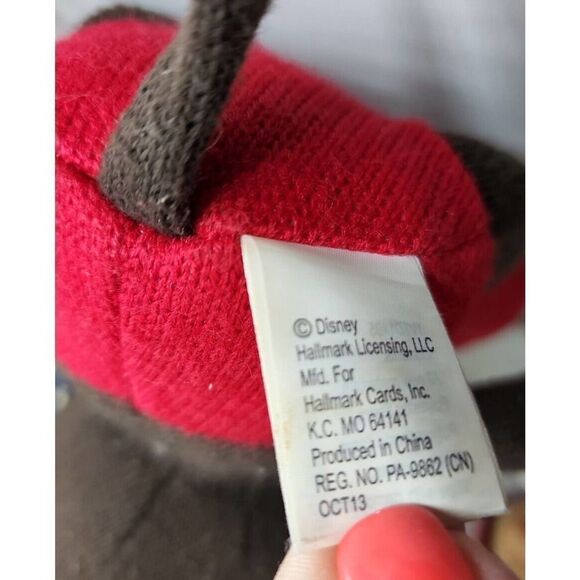 © Disney
Hallmark Licensing, LLC
Mfd. For
Hallmark Cards, Inc.
K.C. MO 64141
Produced in China
REG. NO. PA-9862 (CN)
OCT13